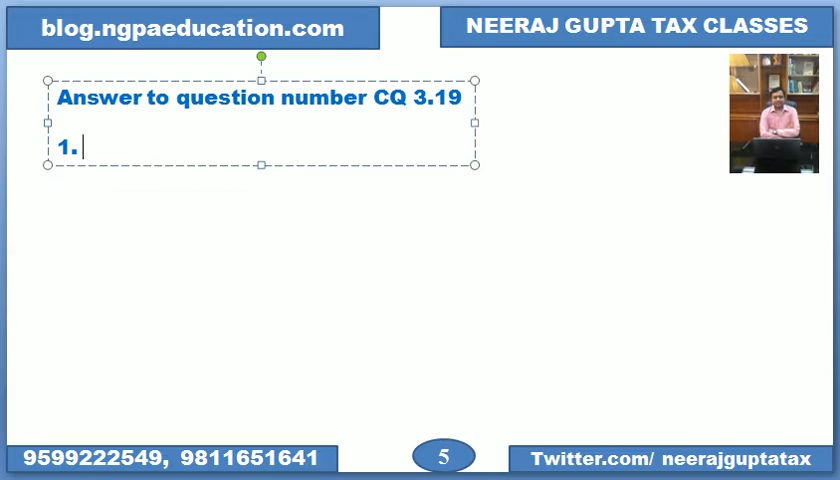 blog.ngpaeducation.com
NEERAJ GUPTA TAX CLASSES
Answer to question number CQ 3.19
1.
9599222549, 9811651641
5
Twitter.com/ neerajguptatax